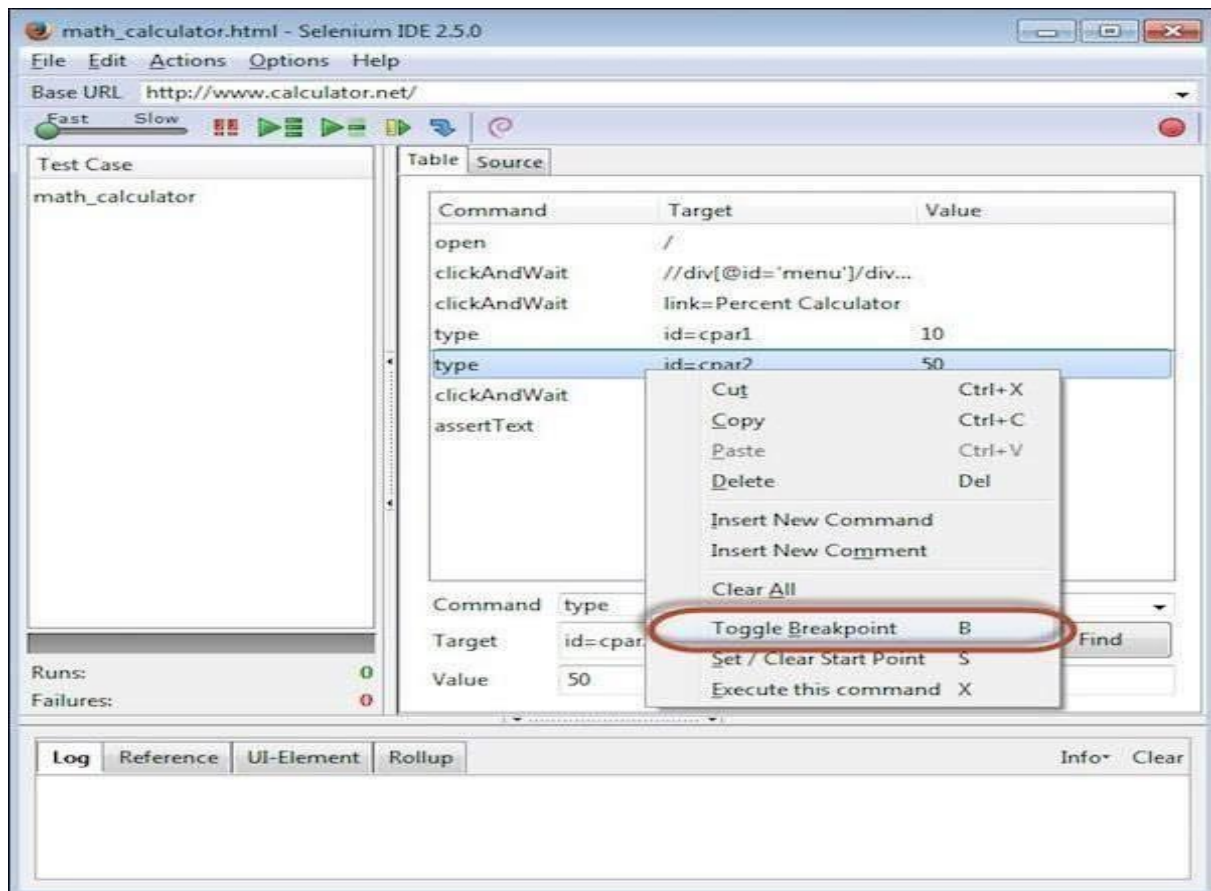 math_calculator.html - Selenium IDE 2.5.0
File Edit Actions Options Help
Base URL http://www.calculator.net/
Fast Slow
Test Case
math_calculator
Table Source
Command Target Value
open /
clickAndWait //div[@id='menu']/div...
clickAndWait link=Percent Calculator
type id=cpar1 10
type id=cpar2 50
clickAndWait
assertText
Cut Ctrl+X
Copy Ctrl+C
Paste Ctrl+V
Delete Del
Insert New Command
Insert New Comment
Clear All
Toggle Breakpoint B
Set / Clear Start Point S
Execute this command X
Command type
Target id=cpar Find
Value 50
Runs: 0
Failures: 0
Log Reference UI-Element Rollup Info Clear